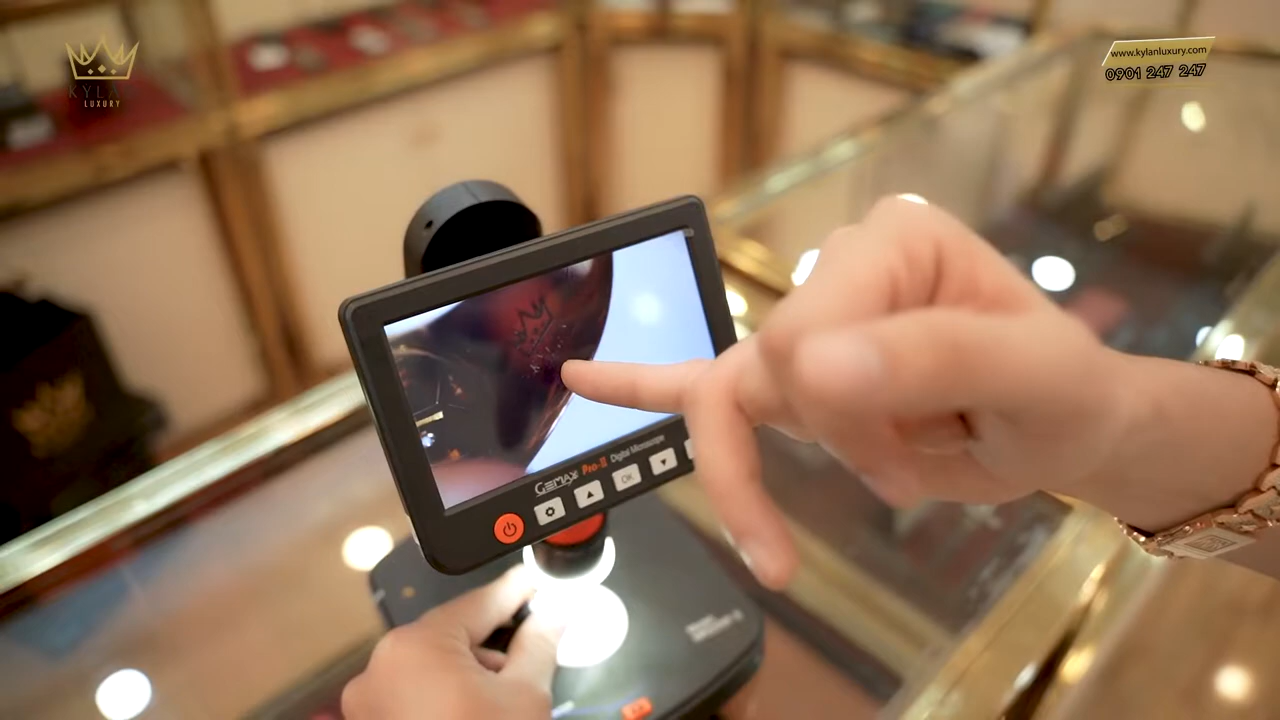 KYLAN
LUXURY
www.kylanluxury.com
0901 247 247
GEMAX Pro-II Digital Microscope
OK